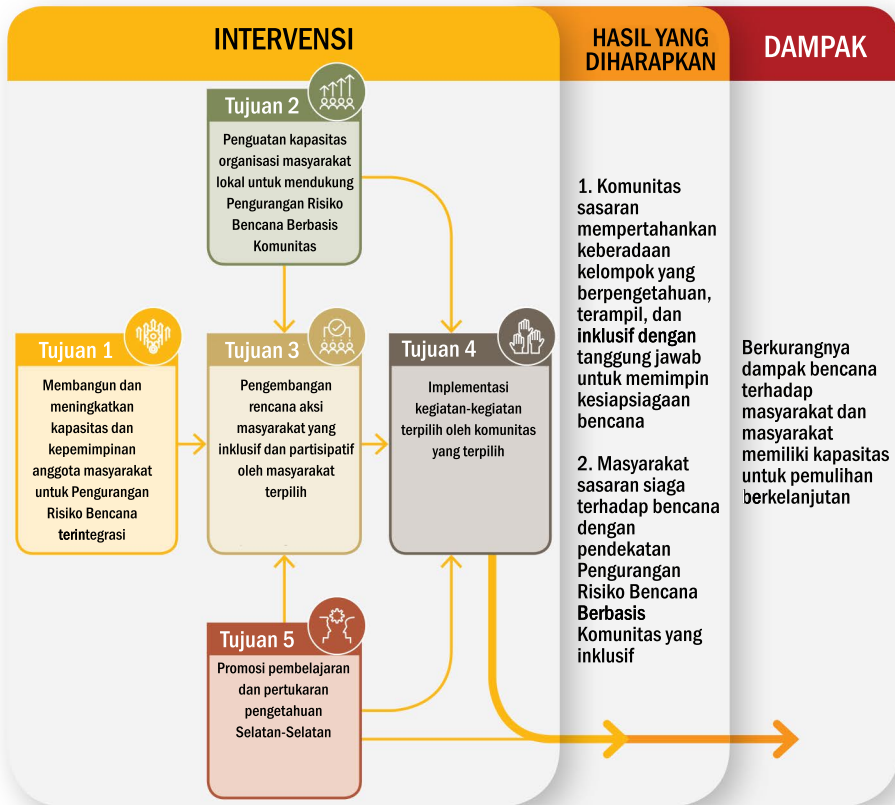 INTERVENSI
HASIL YANG
DIHARAPKAN
DAMPAK
Tujuan 2
Penguatan kapasitas
organisasi masyarakat
lokal untuk mendukung
Pengurangan Risiko
Bencana Berbasis
Komunitas
Tujuan 1
Membangun dan
meningkatkan
kapasitas dan
kepemimpinan
anggota masyarakat
untuk Pengurangan
Risiko Bencana
terintegrasi
Tujuan 3
Pengembangan
rencana aksi
masyarakat yang
inklusif dan partisipatif
oleh masyarakat
terpilih
Tujuan 4
Implementasi
kegiatan-kegiatan
terpilih oleh komunitas
yang terpilih
Tujuan 5
Promosi pembelajaran
dan pertukaran
pengetahuan
Selatan-Selatan
1. Komunitas
sasaran
mempertahankan
keberadaan
kelompok yang
berpengetahuan,
terampil, dan
inklusif dengan
tanggung jawab
untuk memimpin
kesiapsiagaan
bencana
2. Masyarakat
sasaran siaga
terhadap bencana
dengan
pendekatan
Pengurangan
Risiko Bencana
Berbasis
Komunitas yang
inklusif
Berkurangnya
dampak bencana
terhadap
masyarakat dan
masyarakat
memiliki kapasitas
untuk pemulihan
berkelanjutan